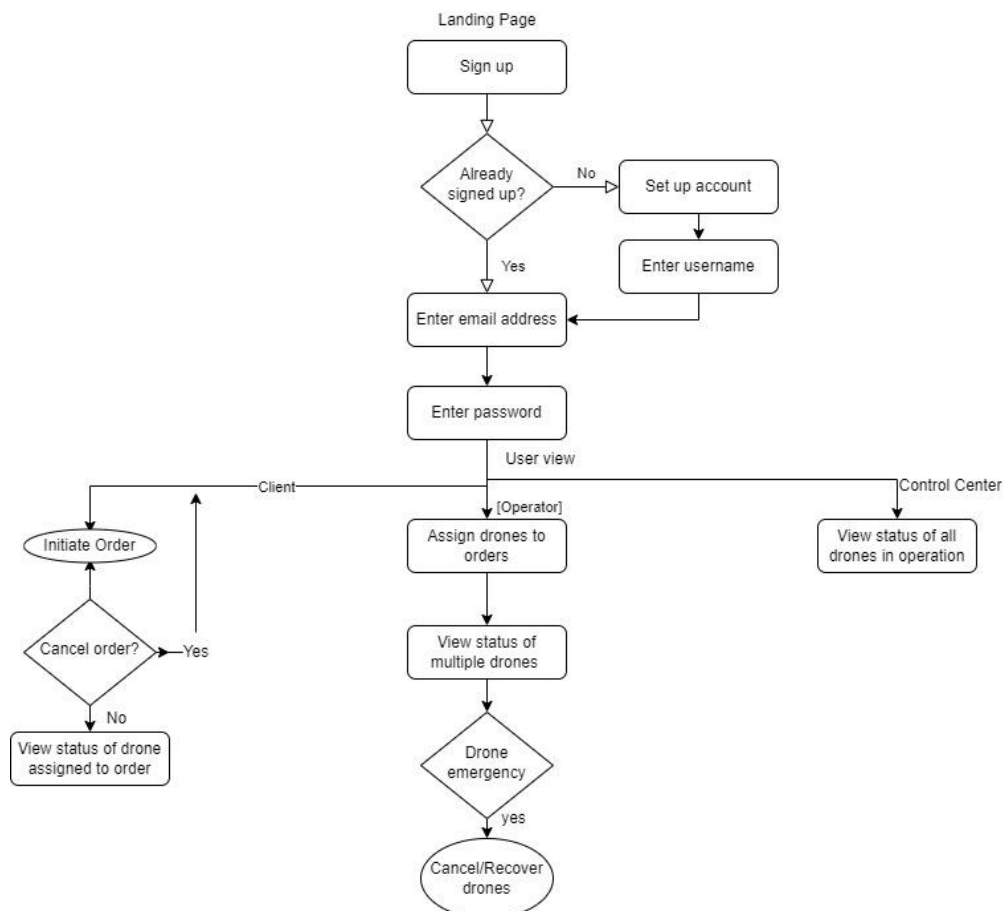 Landing Page
Sign up
Already
signed up?
No
Set up account
Enter username
Yes
Enter email address
Enter password
User view
Client
[Operator]
Control Center
Initiate Order
Assign drones to
orders
View status of all
drones in operation
Cancel order?
Yes
View status of
multiple drones
No
View status of drone
assigned to order
Drone
emergency
yes
Cancel/Recover
drones